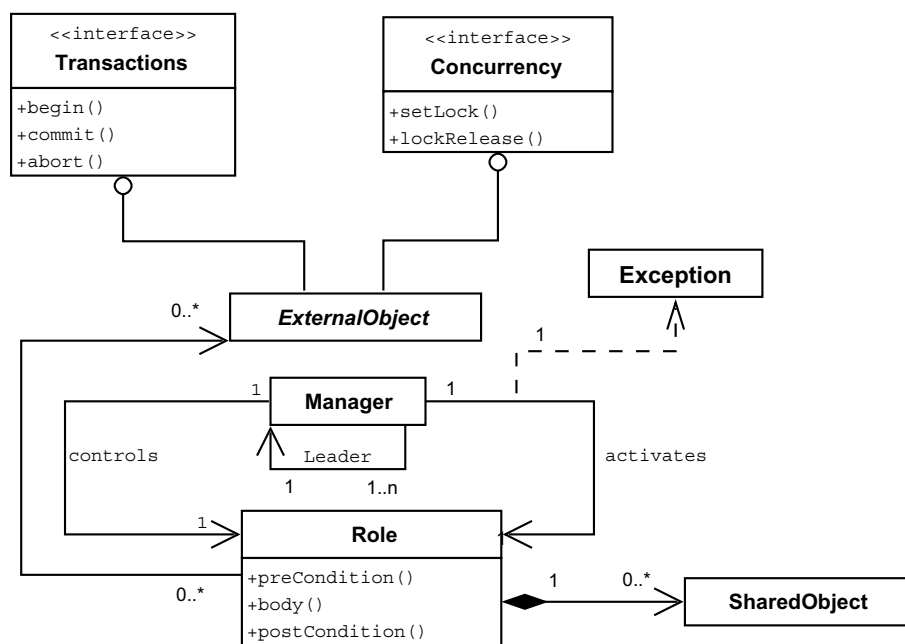 <<interface>>
Transactions
+begin()
+commit()
+abort()
<<interface>>
Concurrency
+setLock()
+lockRelease()
Exception
0..*
ExternalObject
1
1
Manager
1
controls
Leader
activates
1
1..n
1
Role
0..*
+preCondition()
+body()
+postCondition()
1
0..*
SharedObject